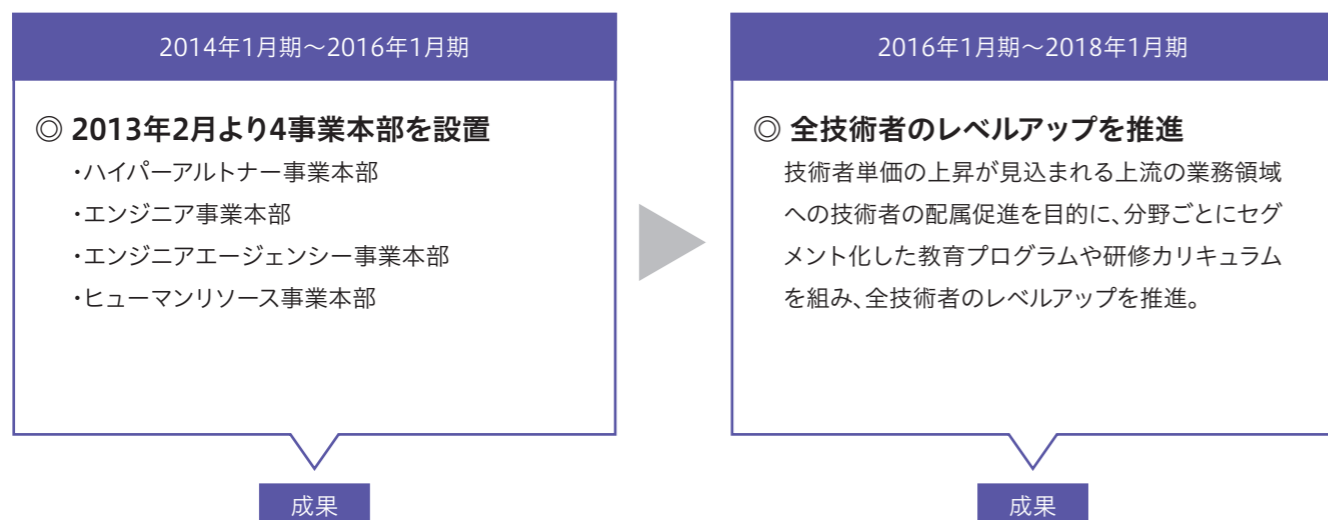 2014年1月期～2016年1月期
◎ 2013年2月より4事業本部を設置
・ハイパーアルトナー事業本部
・エンジニア事業本部
・エンジニアエージェンシー事業本部
・ヒューマンリソース事業本部
成果
2016年1月期～2018年1月期
◎ 全技術者のレベルアップを推進
技術者単価の上昇が見込まれる上流の業務領域
への技術者の配属促進を目的に、分野ごとにセグ
メント化した教育プログラムや研修カリキュラム
を組み、全技術者のレベルアップを推進。
成果